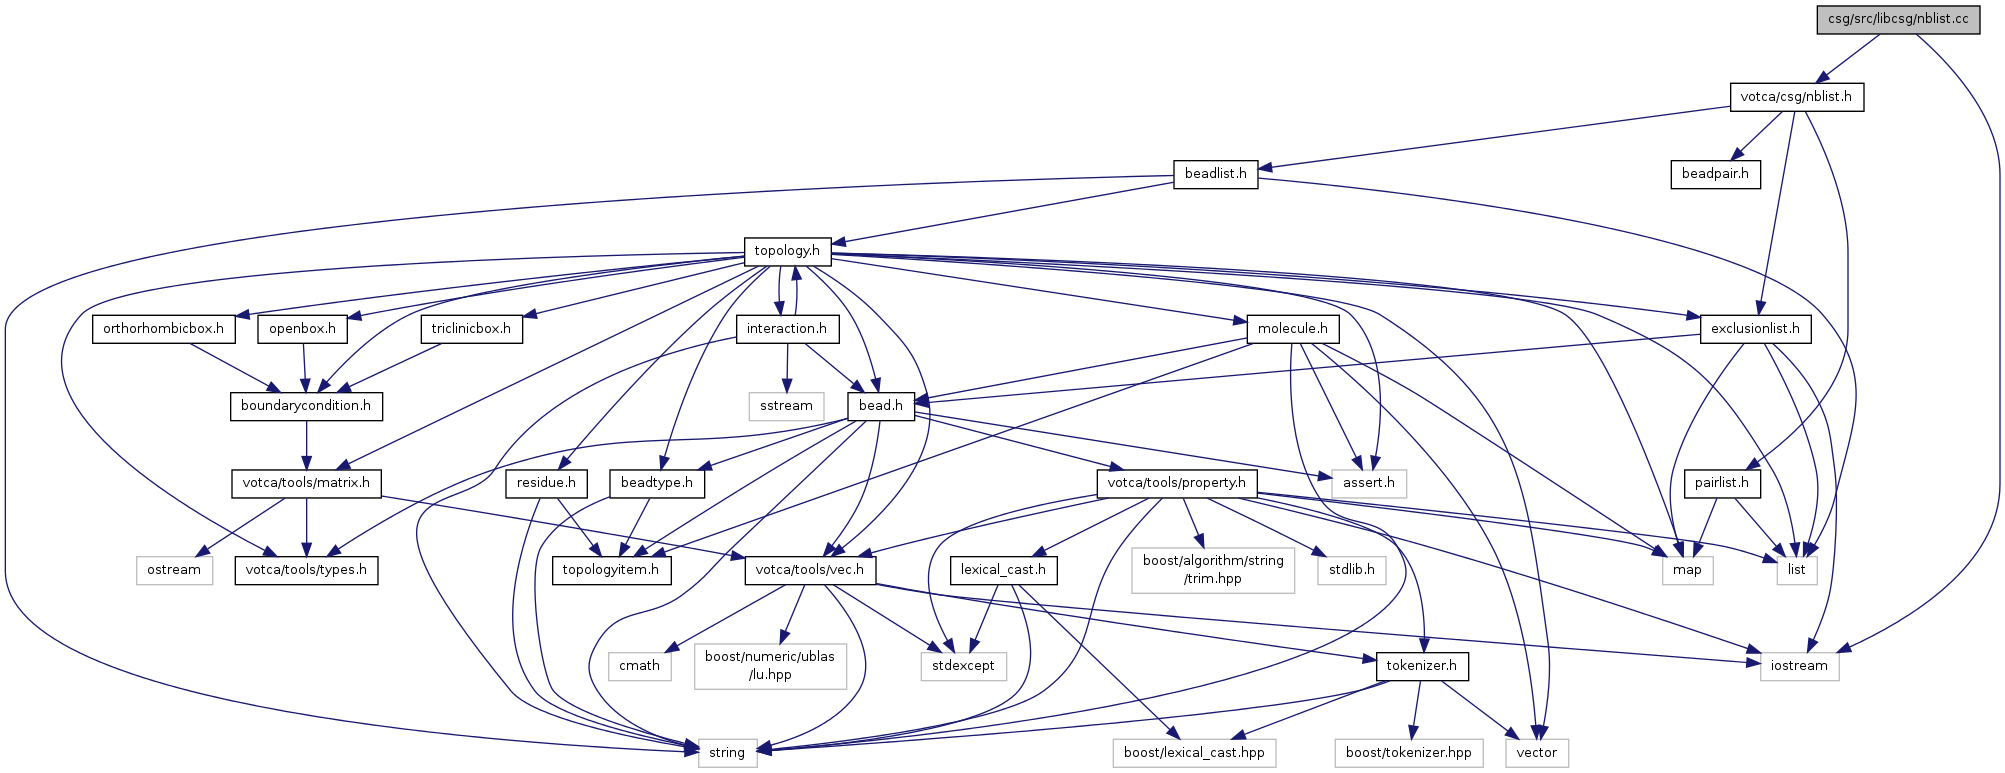 csg/src/libcsg/nblist.cc
votca/csg/nblist.h
beadlist.h
beadpair.h
topology.h
orthorhombicbox.h
openbox.h
triclinicbox.h
interaction.h
molecule.h
exclusionlist.h
boundarycondition.h
sstream
bead.h
votca/tools/matrix.h
residue.h
beadtype.h
votca/tools/property.h
assert.h
pairlist.h
ostream
votca/tools/types.h
topologyitem.h
votca/tools/vec.h
lexical_cast.h
boost/algorithm/string
/trim.hpp
stdlib.h
map
list
cmath
boost/numeric/ublas
/lu.hpp
stdexcept
tokenizer.h
iostream
string
boost/lexical_cast.hpp
boost/tokenizer.hpp
vector